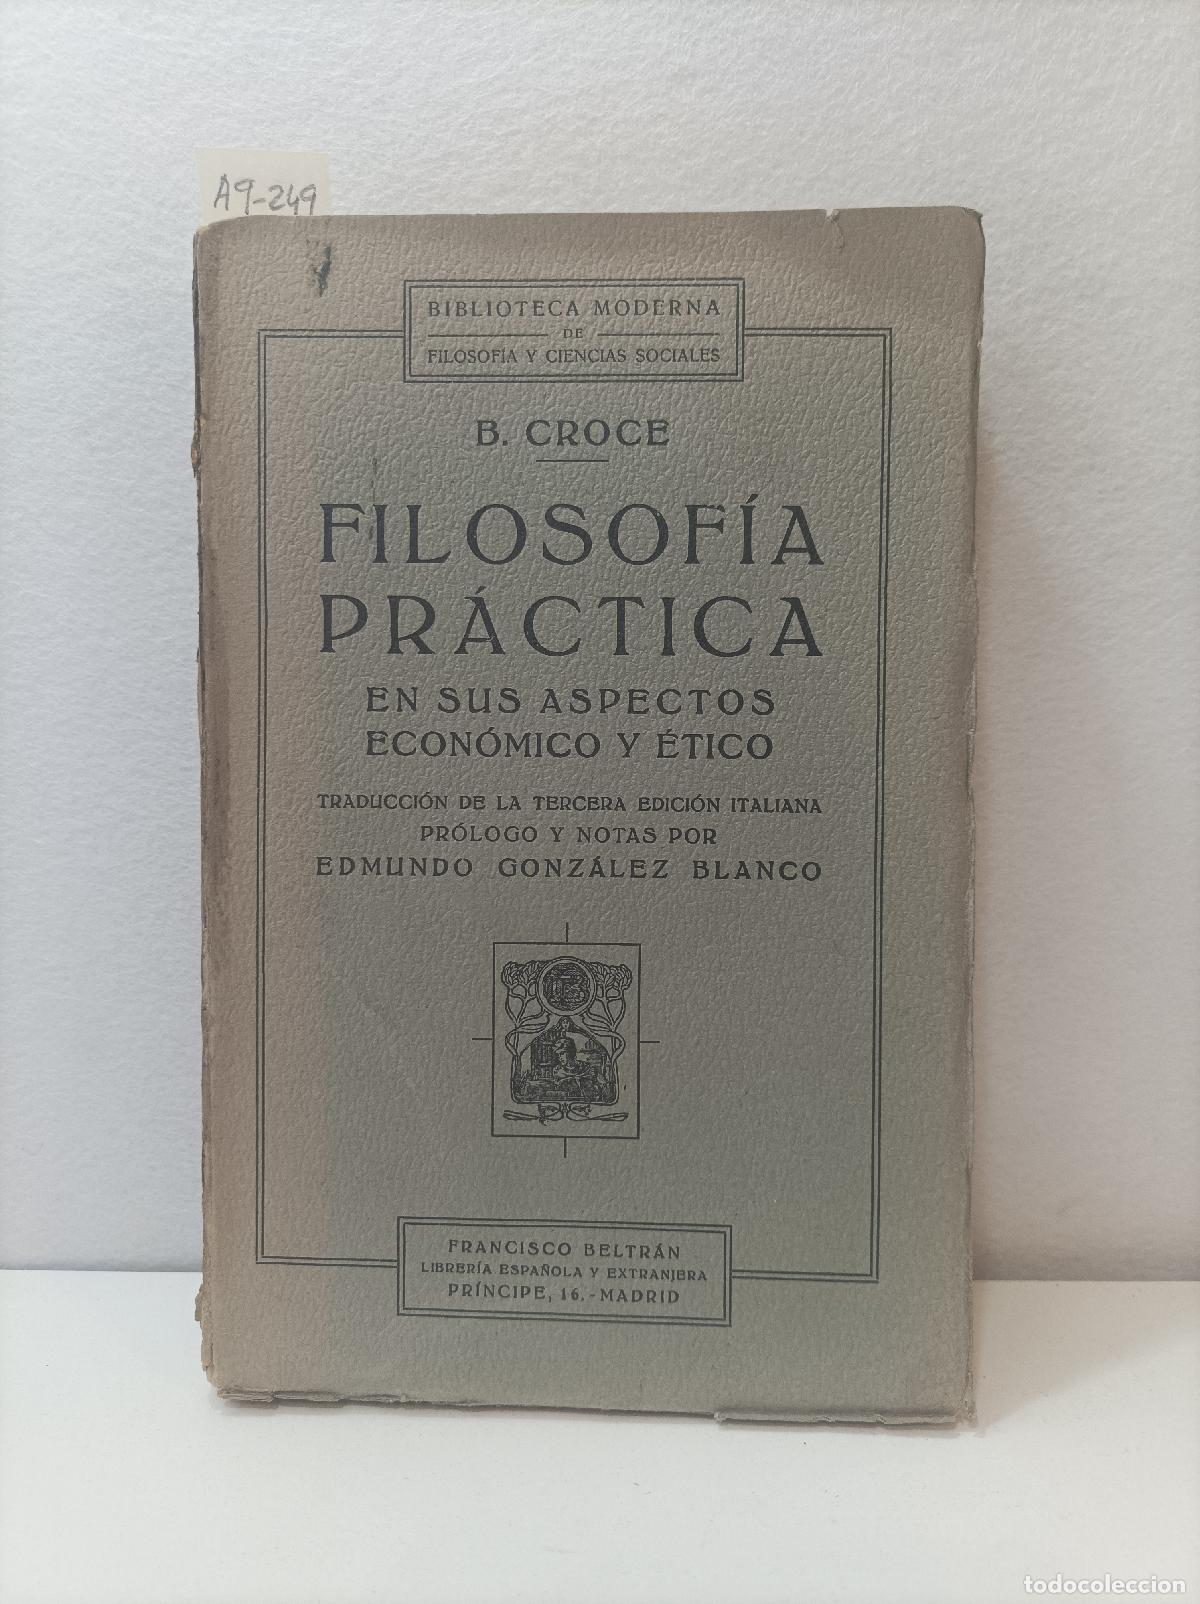 A9-249
BIBLIOTECA MODERNA
DE
FILOSOFÍA Y CIENCIAS SOCIALES
B. CROCE
FILOSOFÍA
PRÁCTICA
EN SUS ASPECTOS
ECONÓMICO Y ÉTICO
TRADUCCIÓN DE LA TERCERA EDICIÓN ITALIANA
PRÓLOGO Y NOTAS POR
EDMUNDO GONZÁLEZ BLANCO
FRANCISCO BELTRÁN
LIBRERÍA ESPAÑOLA Y EXTRANJERA
PRÍNCIPE, 16.-MADRID
todocoleccion